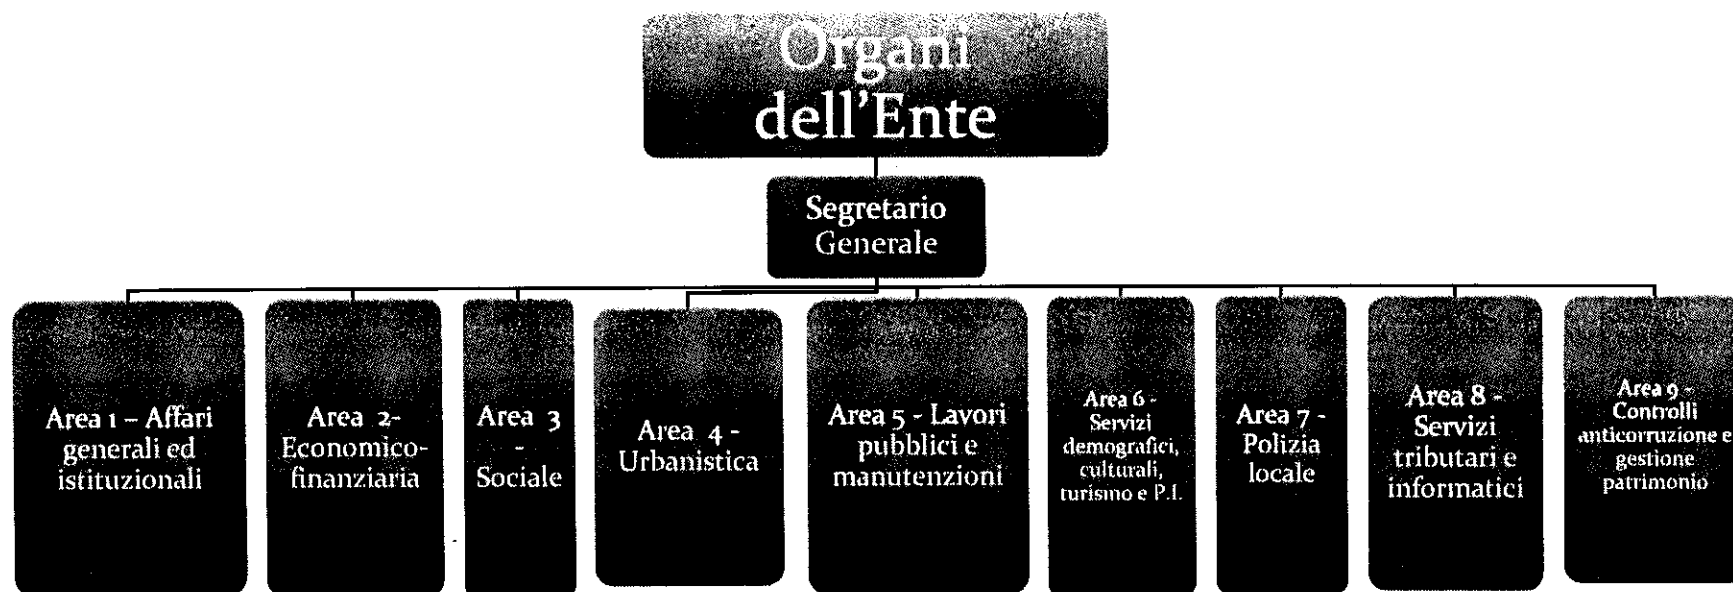 Organi
dell'Ente
Segretario
Generale
Area 1 – Affari
generali ed
istituzionali
Area 2-
Economico-
finanziaria
Area 3
-
Sociale
Area 4 -
Urbanistica
Area 5 - Lavori
pubblici e
manutenzioni
Area 6 -
Servizi
demografici,
culturali,
turismo e P.I.
Area 7 -
Polizia
locale
Area 8 -
Servizi
tributari e
informatici
Area 9 -
Controlli
anticorruzione e
gestione
patrimonio